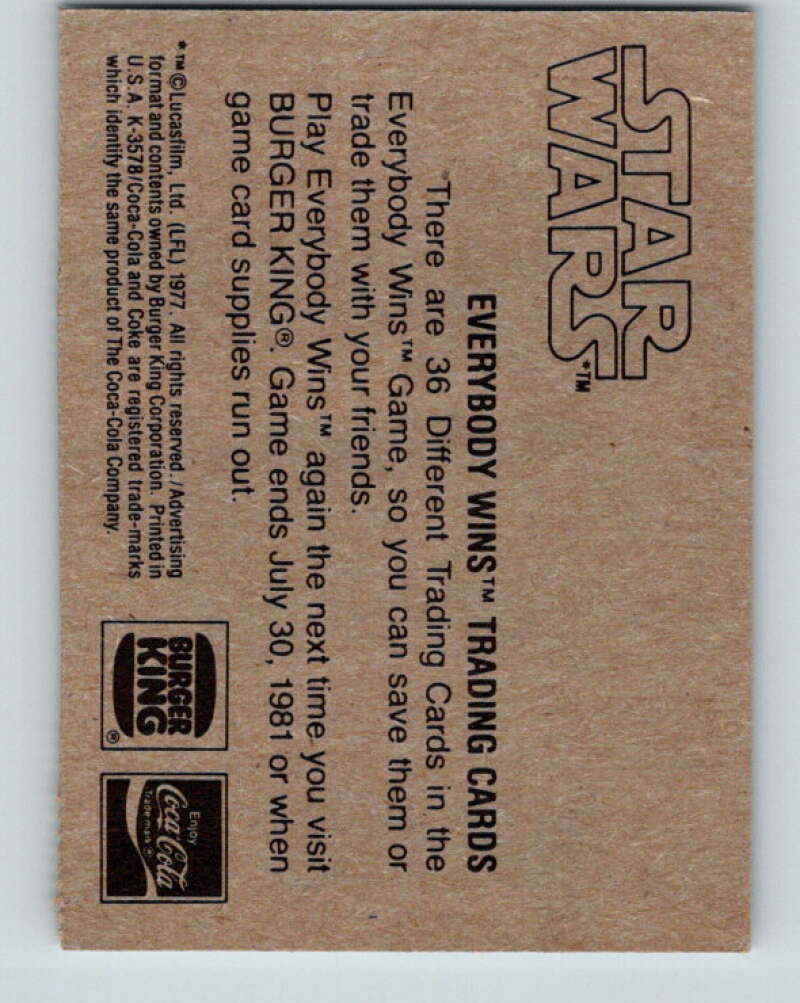 STAR
WARS*™
EVERYBODY WINS™ TRADING CARDS
There are 36 Different Trading Cards in the
Everybody Wins™ Game, so you can save them or
trade them with your friends.
Play Everybody Wins™ again the next time you visit
BURGER KING®. Game ends July 30, 1981 or when
game card supplies run out.
*™©Lucasfilm, Ltd. (LFL) 1977. All rights reserved./Advertising
format and contents owned by Burger King Corporation. Printed in
U.S.A. K-3578/Coca-Cola and Coke are registered trade-marks
which identify the same product of The Coca-Cola Company.
BURGER
KING
®
Enjoy
Coca-Cola
Trade-mark ®